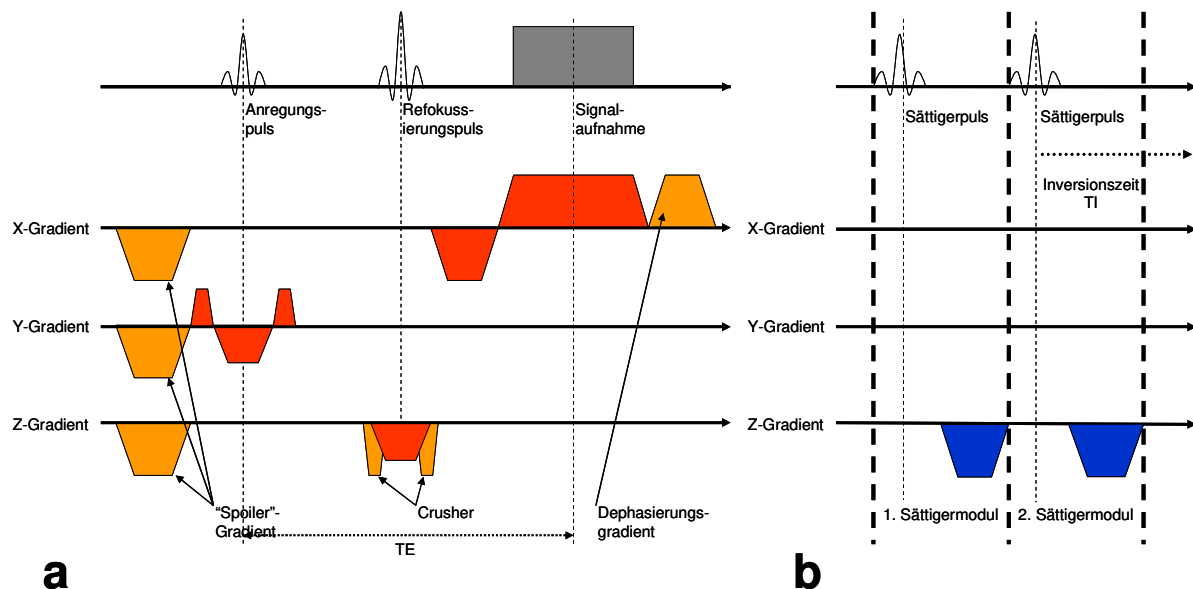 Anregungs-
puls
Refokuss-
ierungspuls
Signal-
aufnahme
X-Gradient
Y-Gradient
Z-Gradient
“Spoiler”-
Gradient
Crusher
Dephasierungs-
gradient
TE
a
Sättigerpuls
Sättigerpuls
Inversionszeit
TI
X-Gradient
Y-Gradient
Z-Gradient
1. Sättigermodul
2. Sättigermodul
b